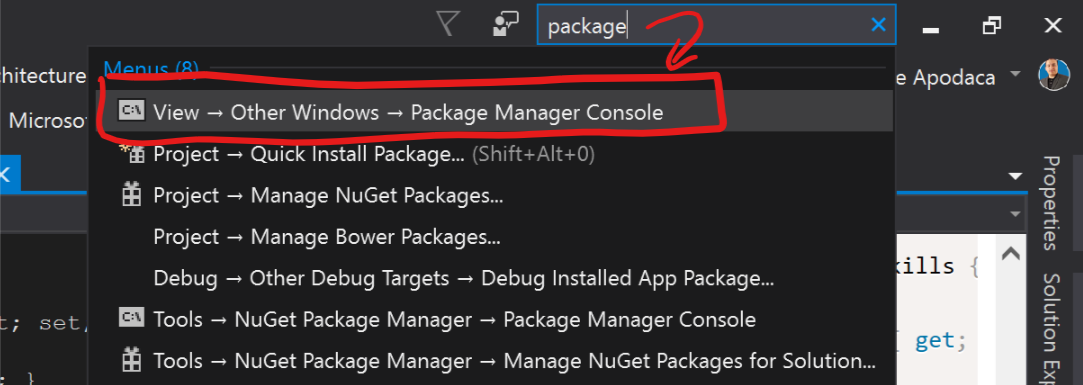 package
Menus (8)
chitecture
e Apodaca
View → Other Windows → Package Manager Console
Microso
Project → Quick Install Package... (Shift+Alt+0)
Project → Manage NuGet Packages...
Project → Manage Bower Packages...
Debug → Other Debug Targets → Debug Installed App Package...
Tools → NuGet Package Manager → Package Manager Console
Tools → NuGet Package Manager → Manage NuGet Packages for Solution...
Properties
Solution Exp
kills {
t; set;
{ get;
; }